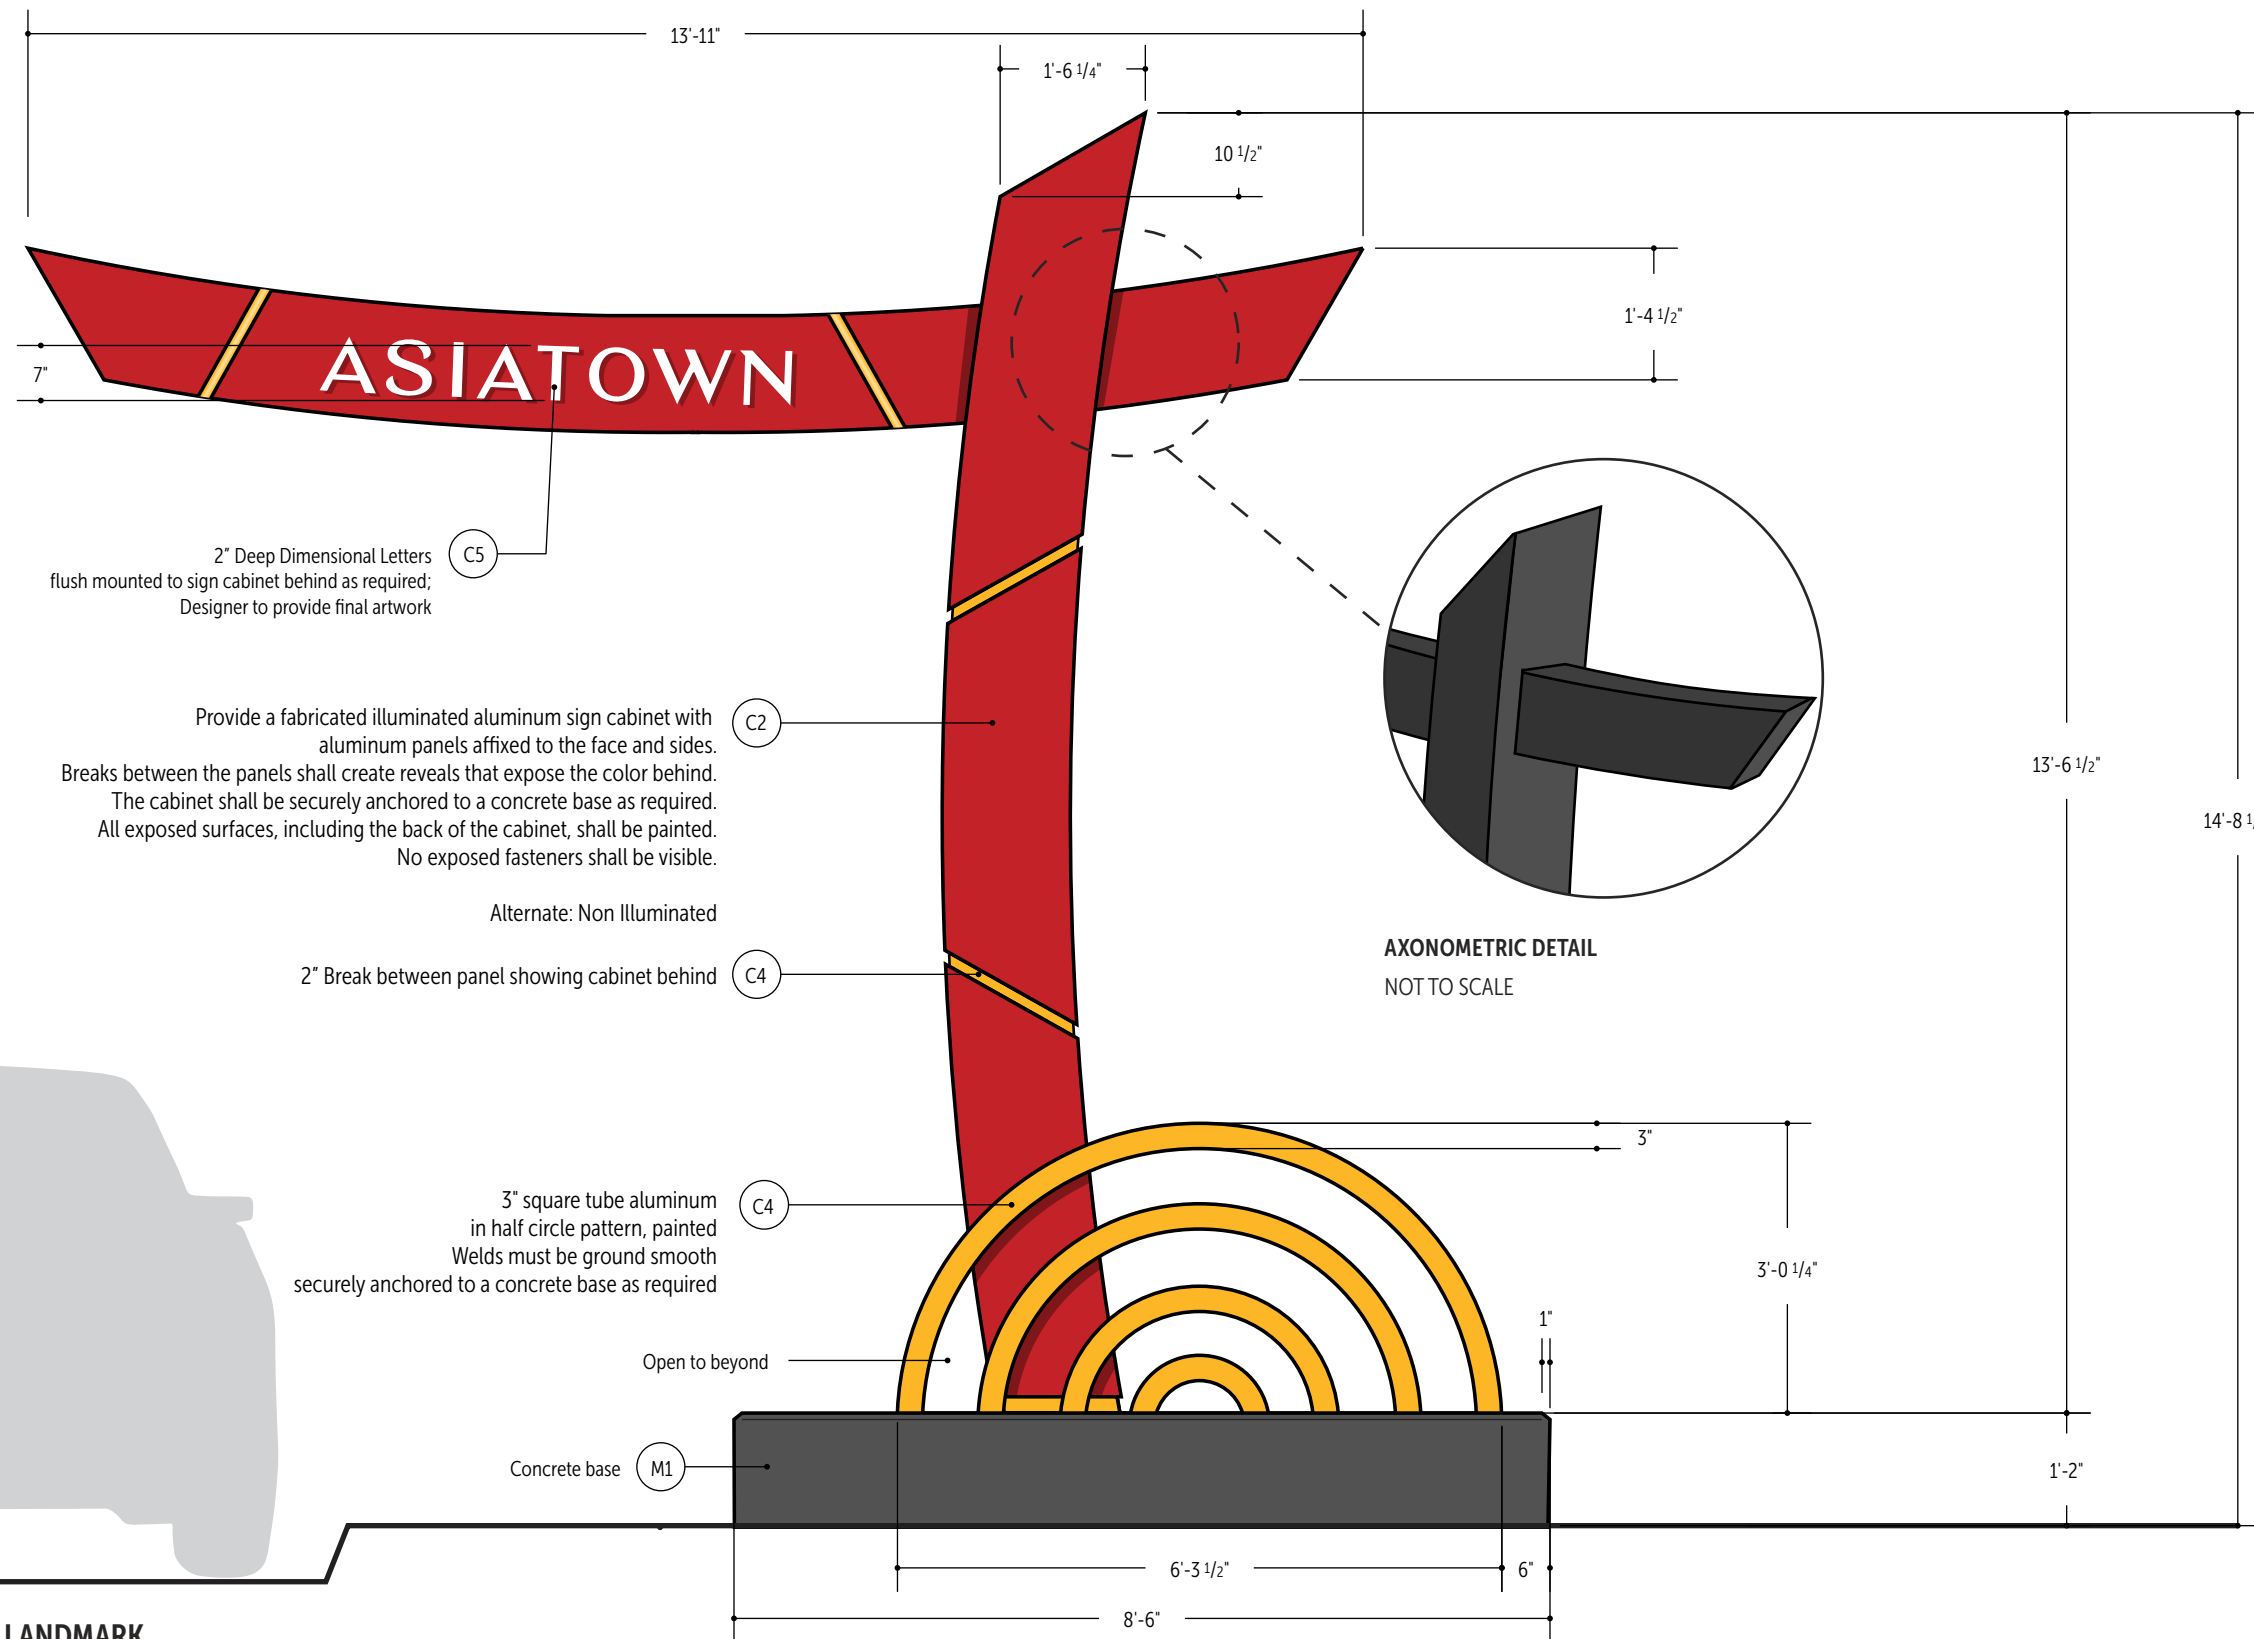 13'-11"
1'-6 1/4"
10 1/2"
1'-4 1/2"
7"
ASIATOWN
2" Deep Dimensional Letters
flush mounted to sign cabinet behind as required;
Designer to provide final artwork
C5
Provide a fabricated illuminated aluminum sign cabinet with
aluminum panels affixed to the face and sides.
Breaks between the panels shall create reveals that expose the color behind.
The cabinet shall be securely anchored to a concrete base as required.
All exposed surfaces, including the back of the cabinet, shall be painted.
No exposed fasteners shall be visible.
Alternate: Non Illuminated
C2
13'-6 1/2"
14'-8 1/
AXONOMETRIC DETAIL
NOT TO SCALE
2" Break between panel showing cabinet behind
C4
3"
3" square tube aluminum
in half circle pattern, painted
Welds must be ground smooth
securely anchored to a concrete base as required
C4
3'-0 1/4"
1"
Open to beyond
Concrete base
M1
1'-2"
6'-3 1/2"
6"
8'-6"
LANDMARK